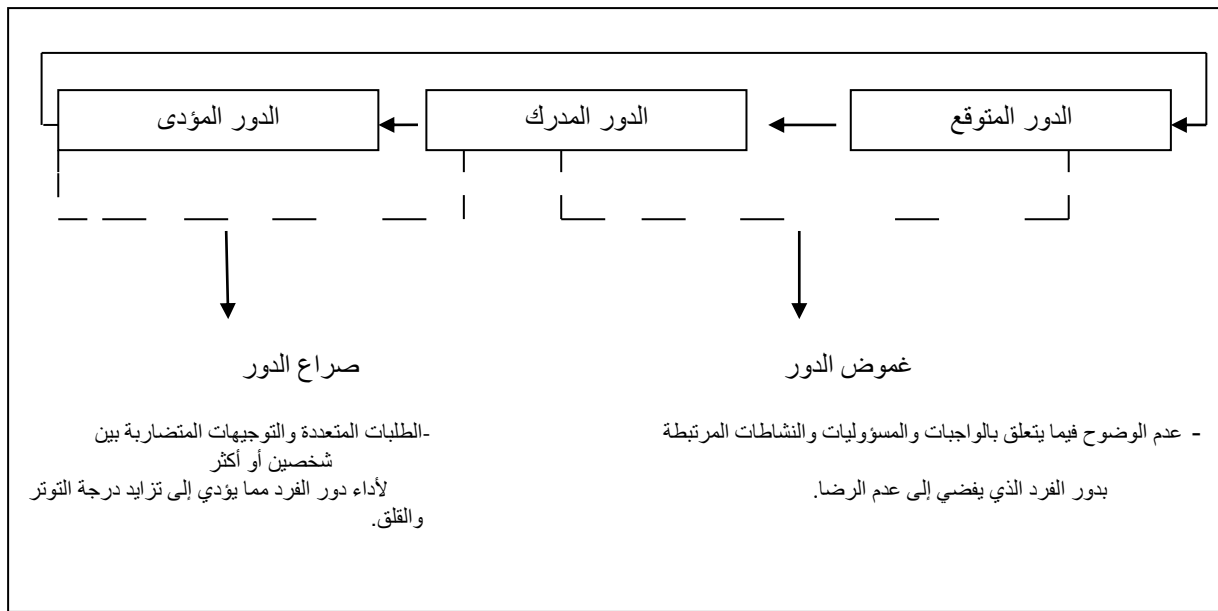 الدور المتوقع
الدور المدرك
الدور المؤدى
غموض الدور
- عدم الوضوح فيما يتعلق بالواجبات والمسؤوليات والنشاطات المرتبطة
بدور الفرد الذي يفضي إلى عدم الرضا.
صراع الدور
-الطلبات المتعددة والتوجيهات المتضاربة بين
شخصين أو أكثر
لأداء دور الفرد مما يؤدي إلى تزايد درجة التوتر
والقلق.